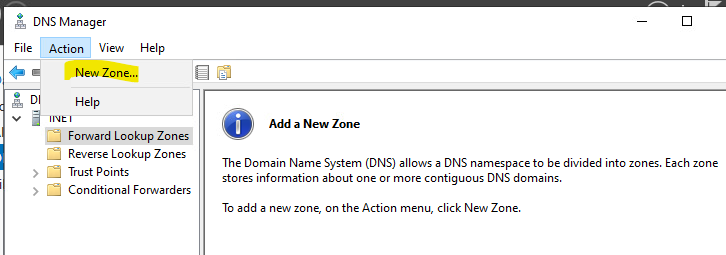 DNS Manager
File Action View Help
New Zone...
Help
INET
Forward Lookup Zones
Reverse Lookup Zones
Trust Points
Conditional Forwarders
Add a New Zone
The Domain Name System (DNS) allows a DNS namespace to be divided into zones. Each zone
stores information about one or more contiguous DNS domains.
To add a new zone, on the Action menu, click New Zone.